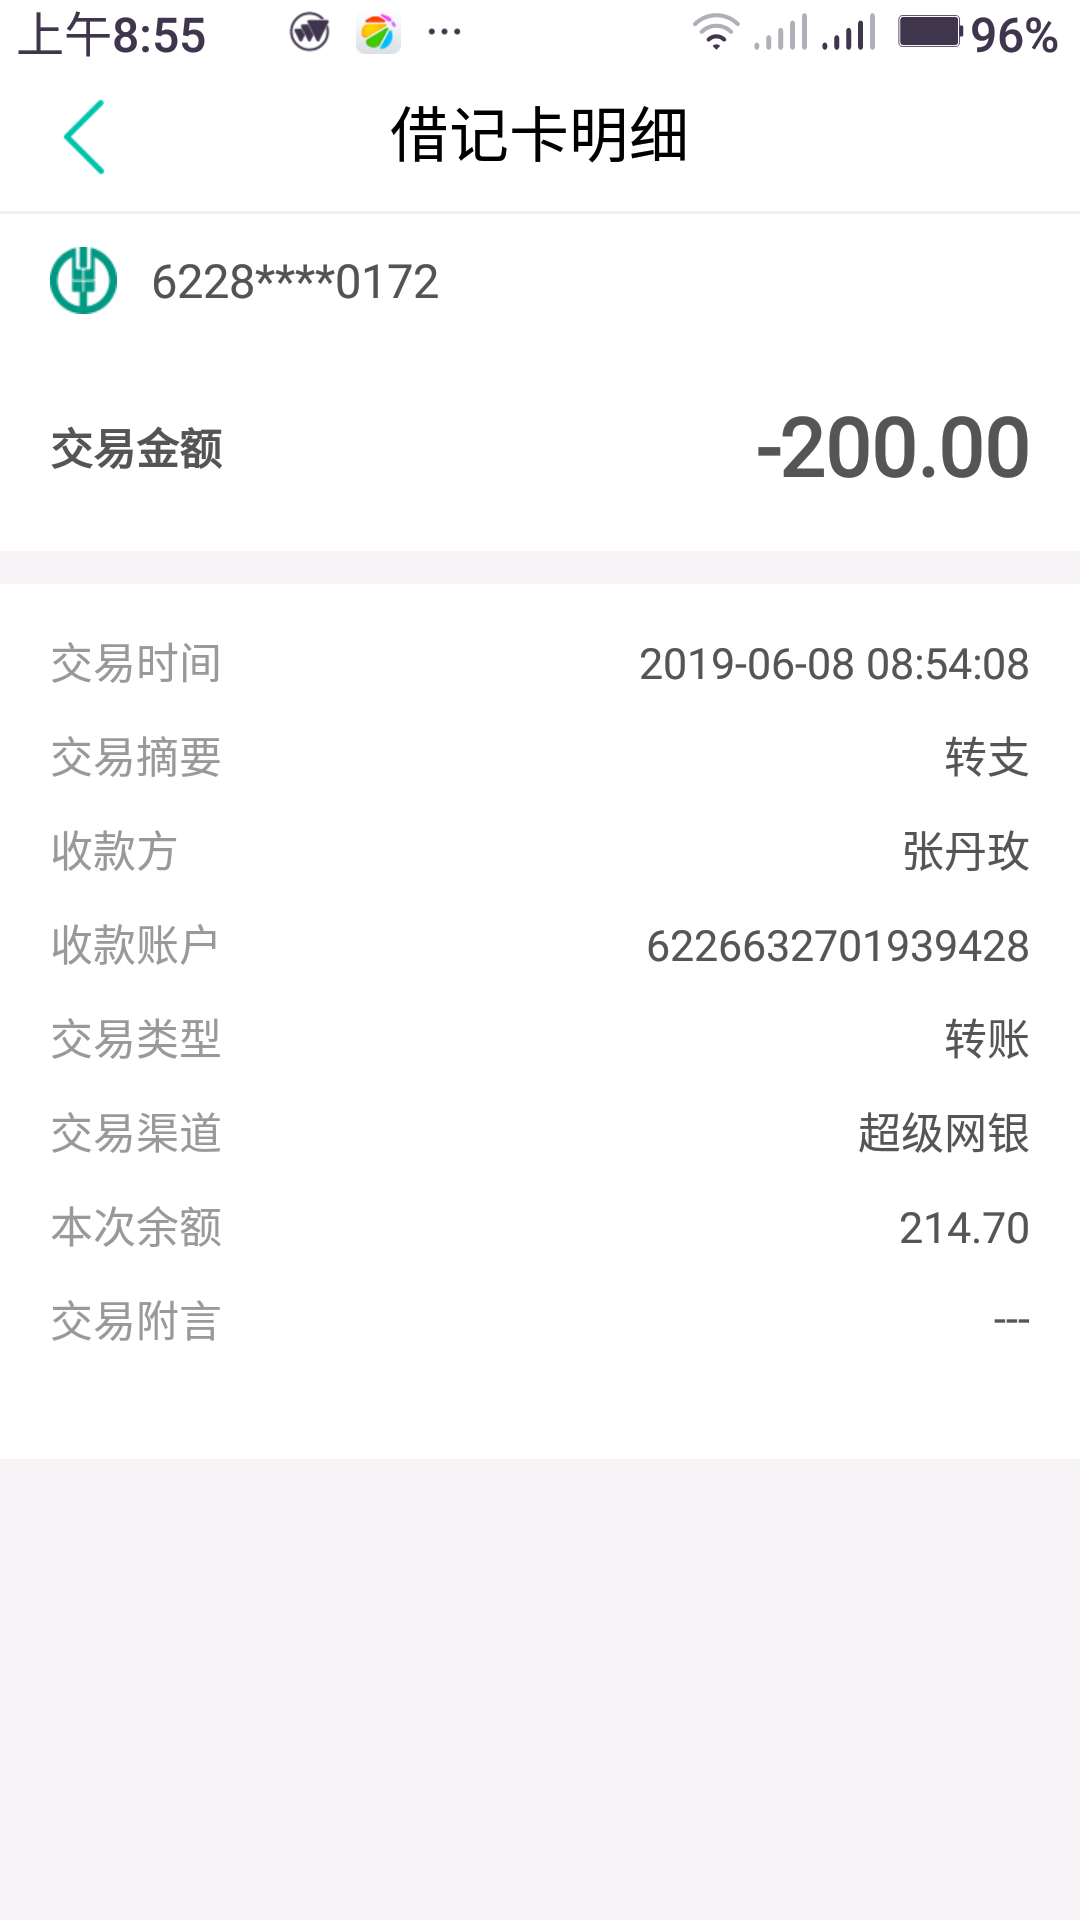 上午8:55 ... 96%
借记卡明细
6228****0172
交易金额 -200.00
交易时间 2019-06-08 08:54:08
交易摘要 转支
收款方 张丹玫
收款账户 6226632701939428
交易类型 转账
交易渠道 超级网银
本次余额 214.70
交易附言 ---